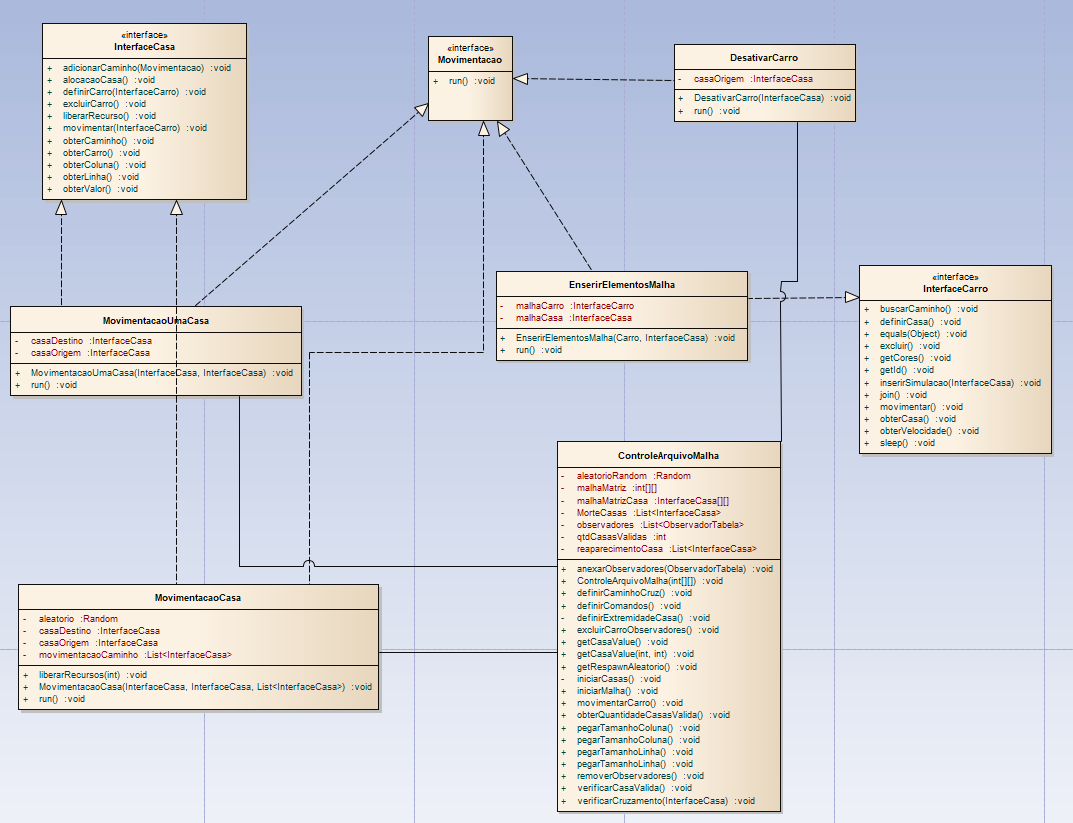 «interface»
InterfaceCasa
+ adicionarCaminho(Movimentacao) :void
+ alocacaoCasa() :void
+ definirCarro(InterfaceCarro) :void
+ excluirCarro() :void
+ liberarRecurso() :void
+ movimentar(InterfaceCarro) :void
+ obterCaminho() :void
+ obterCarro() :void
+ obterColuna() :void
+ obterLinha() :void
+ obterValor() :void
«interface»
Movimentacao
+ run() :void
DesativarCarro
- casaOrigem :InterfaceCasa
+ DesativarCarro(InterfaceCasa) :void
+ run() :void
EnserirElementosMalha
- malhaCarro :InterfaceCarro
- malhaCasa :InterfaceCasa
+ EnserirElementosMalha(Carro, InterfaceCasa) :void
+ run() :void
«interface»
InterfaceCarro
+ buscarCaminho() :void
+ definirCasa() :void
+ equals(Object) :void
+ excluir() :void
+ getCores() :void
+ getId() :void
+ inserirSimulacao(InterfaceCasa) :void
+ join() :void
+ movimentar() :void
+ obterCasa() :void
+ obterVelocidade() :void
+ sleep() :void
MovimentacaoUmaCasa
- casaDestino :InterfaceCasa
- casaOrigem :InterfaceCasa
+ MovimentacaoUmaCasa(InterfaceCasa, InterfaceCasa) :void
+ run() :void
ControleArquivoMalha
- aleatorioRandom :Random
- malhaMatriz :int[][]
- malhaMatrizCasa :InterfaceCasa[][]
- MorteCasas :List<InterfaceCasa>
- observadores :List<ObservadorTabela>
- qtdCasasValidas :int
- reaparecimentoCasa :List<InterfaceCasa>
+ anexarObservadores(ObservadorTabela) :void
+ ControleArquivoMalha(int[][]) :void
+ definirCaminhoCruz() :void
+ definirComandos() :void
- definirExtremidadeCasa() :void
+ excluirCarroObservadores() :void
+ getCasaValue() :void
+ getCasaValue(int, int) :void
+ getRespawnAleatorio() :void
- iniciarCasas() :void
+ iniciarMalha() :void
+ movimentarCarro() :void
+ obterQuantidadeCasasValida() :void
+ pegarTamanhoColuna() :void
+ pegarTamanhoColuna() :void
+ pegarTamanhoLinha() :void
+ pegarTamanhoLinha() :void
+ removerObservadores() :void
+ verificarCasaValida() :void
+ verificarCruzamento(InterfaceCasa) :void
MovimentacaoCasa
- aleatorio :Random
- casaDestino :InterfaceCasa
- casaOrigem :InterfaceCasa
- movimentacaoCaminho :List<InterfaceCasa>
+ liberarRecursos(int) :void
+ MovimentacaoCasa(InterfaceCasa, InterfaceCasa, List<InterfaceCasa>) :void
+ run() :void